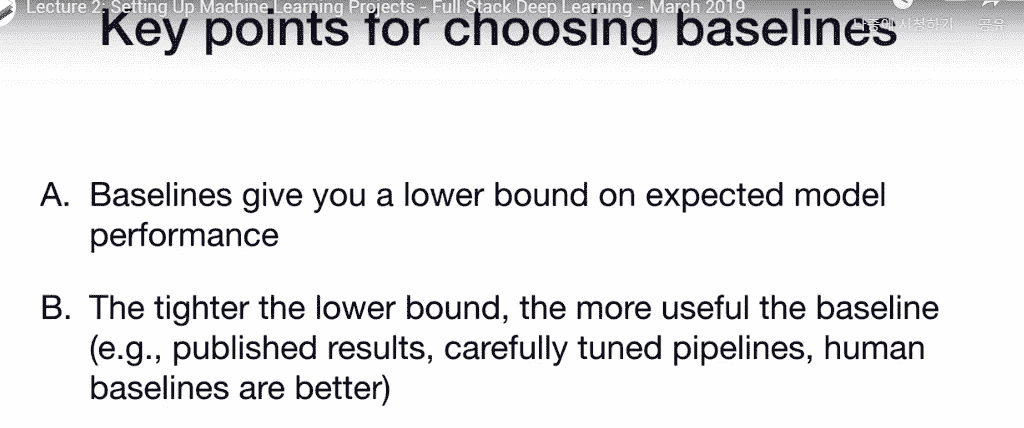 Lecture 2: Setting Up Machine Learning Projects - Full Stack Deep Learning - March 2019
Key points for choosing baselines
나중에 시청하기 공유
A. Baselines give you a lower bound on expected model
performance
B. The tighter the lower bound, the more useful the baseline
(e.g., published results, carefully tuned pipelines, human
baselines are better)